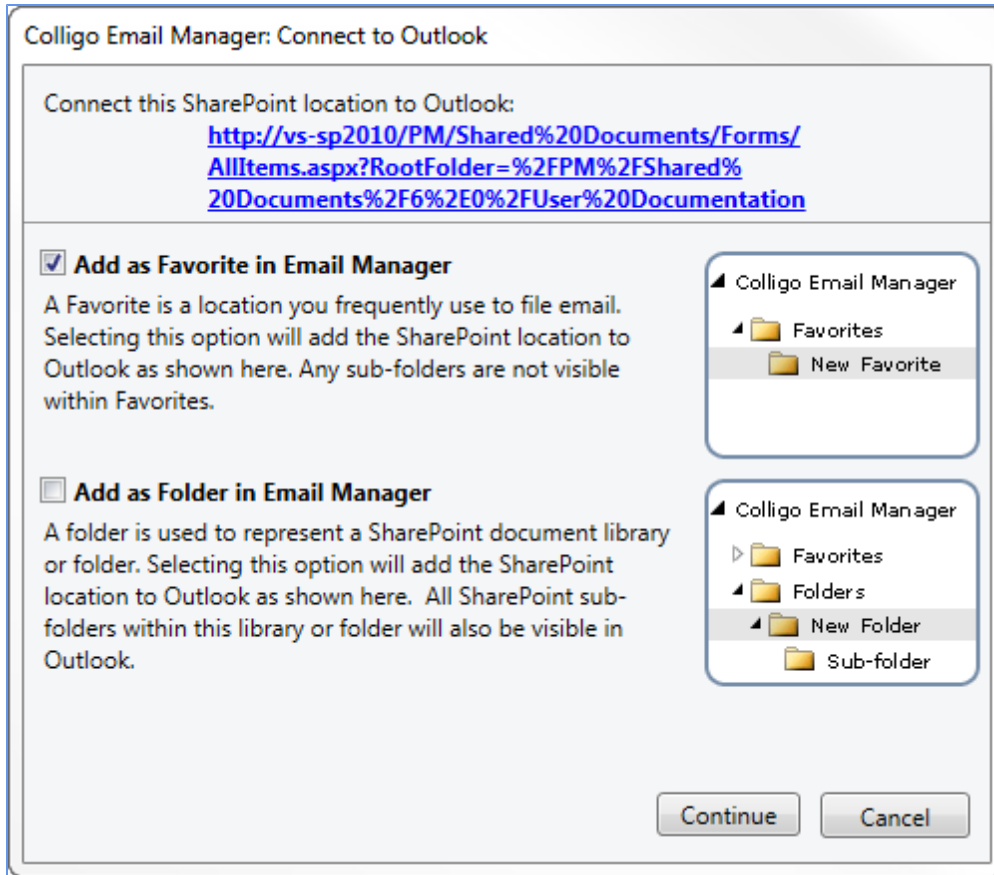 Colligo Email Manager: Connect to Outlook
Connect this SharePoint location to Outlook:
http://vs-sp2010/PM/Shared%20Documents/Forms/
AllItems.aspx?RootFolder=%2FPM%2FShared%
20Documents%2F6%2E0%2FUser%20Documentation
Add as Favorite in Email Manager
A Favorite is a location you frequently use to file email.
Selecting this option will add the SharePoint location to
Outlook as shown here. Any sub-folders are not visible
within Favorites.
Colligo Email Manager
Favorites
New Favorite
Add as Folder in Email Manager
A folder is used to represent a SharePoint document library
or folder. Selecting this option will add the SharePoint
location to Outlook as shown here.  All SharePoint sub-
folders within this library or folder will also be visible in
Outlook.
Colligo Email Manager
Favorites
Folders
New Folder
Sub-folder
Continue
Cancel